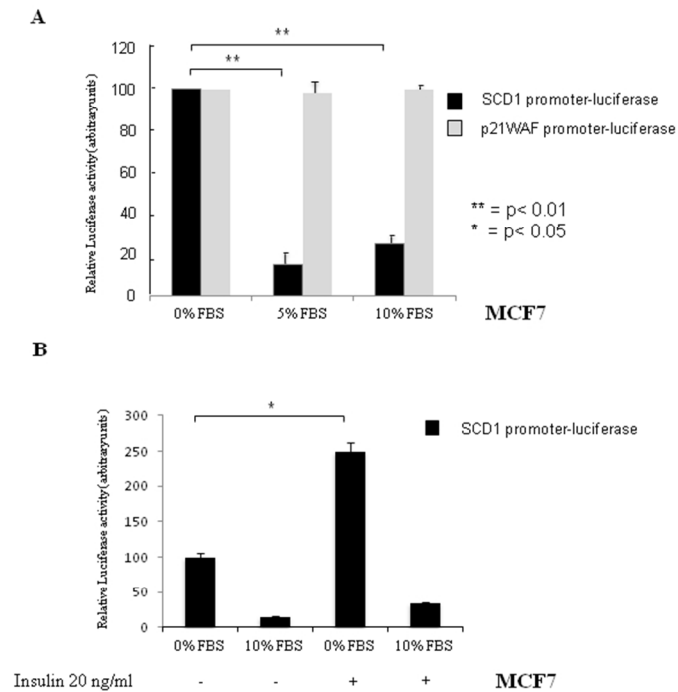 A
**
**
Relative Luciferase activity(arbitraryunits)
120
100
80
60
40
20
0
0%FBS 5%FBS 10%FBS
SCD1 promoter-luciferase
p21WAF promoter-luciferase
** = p< 0.01
* = p< 0.05
MCF7
B
*
Relative Luciferase activity(arbitraryunits)
300
250
200
150
100
50
0
0%FBS 10%FBS 0%FBS 10%FBS
SCD1 promoter-luciferase
Insulin 20 ng/ml - - + +
MCF7